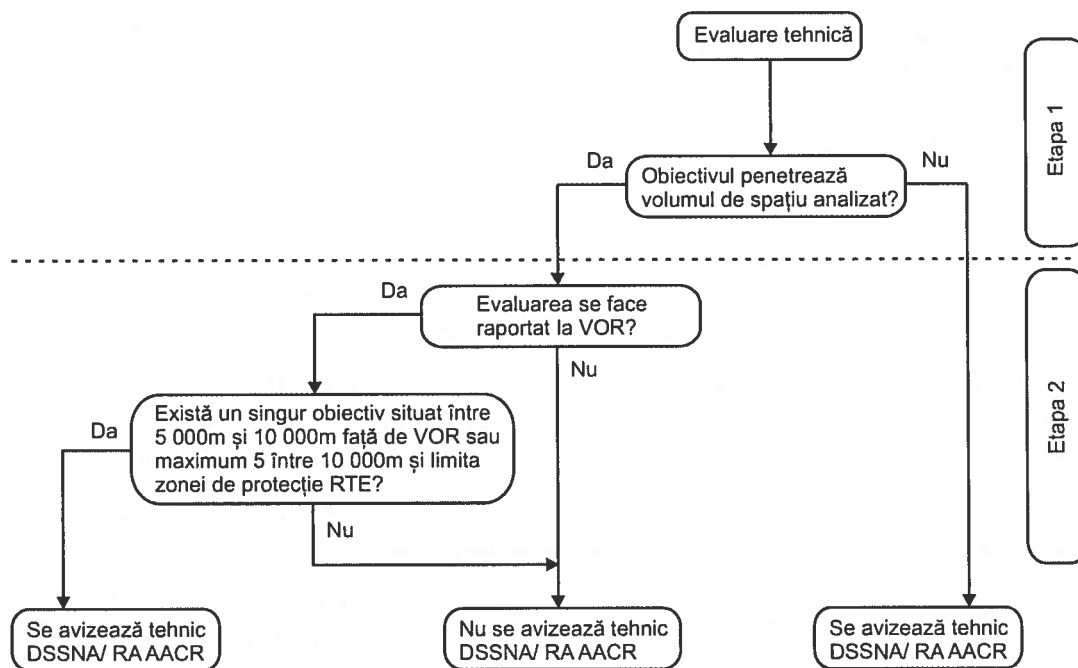 Evaluare tehnică
Etapa 1
Da
Nu
Obiectivul penetrează
volumul de spațiu analizat?
Da
Evaluarea se face
raportat la VOR?
Nu
Etapa 2
Da
Există un singur obiectiv situat între
5 000m și 10 000m față de VOR sau
maximum 5 între 10 000m și limita
zonei de protecție RTE?
Nu
Se avizează tehnic
DSSNA/ RA AACR
Nu se avizează tehnic
DSSNA/ RA AACR
Se avizează tehnic
DSSNA/ RA AACR